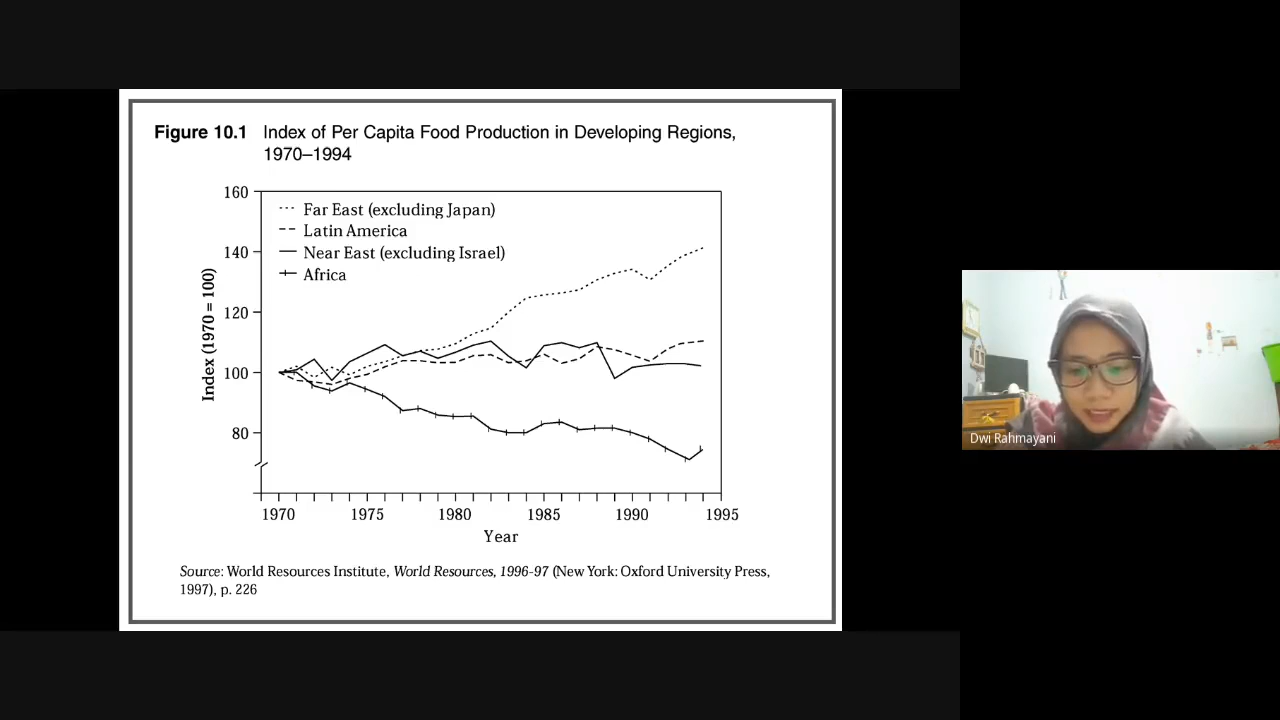 Figure 10.1 Index of Per Capita Food Production in Developing Regions,
1970–1994
160
140
120
100
80
Index (1970 = 100)
Far East (excluding Japan)
Latin America
Near East (excluding Israel)
Africa
1970 1975 1980 1985 1990 1995
Year
Source: World Resources Institute, World Resources, 1996-97 (New York: Oxford University Press,
1997), p. 226
Dwi Rahmayani